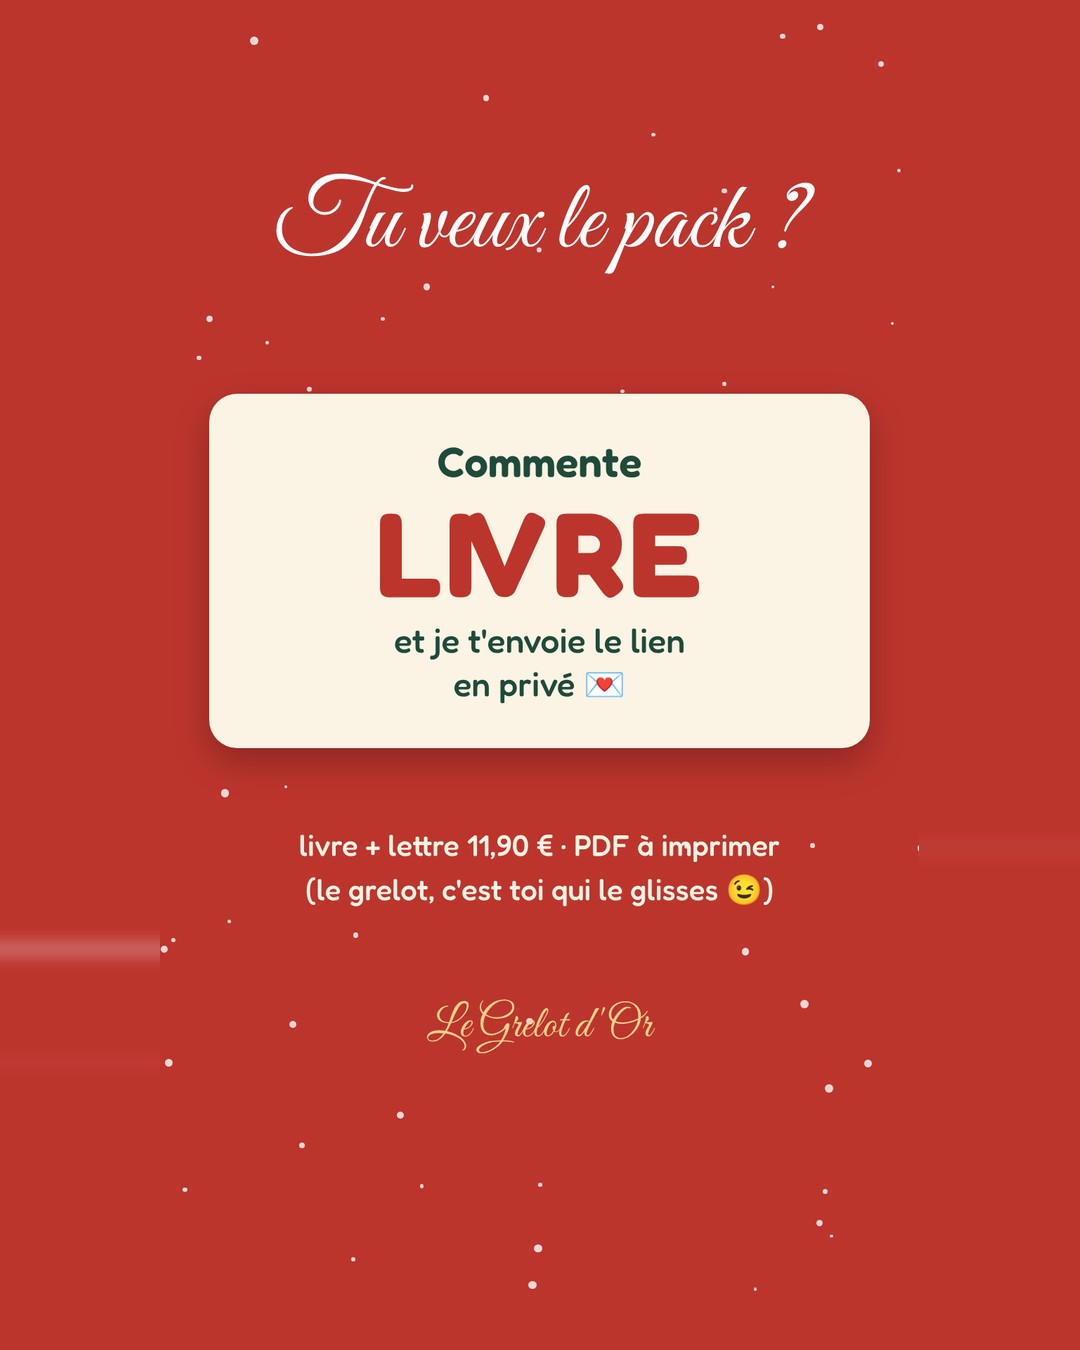 Tu veux le pack ?
Commente
LIVRE
et je t'envoie le lien
en privé 💌
livre + lettre 11,90 € · PDF à imprimer
(le grelot, c'est toi qui le glisses 😉)
Le Grelot d'Or